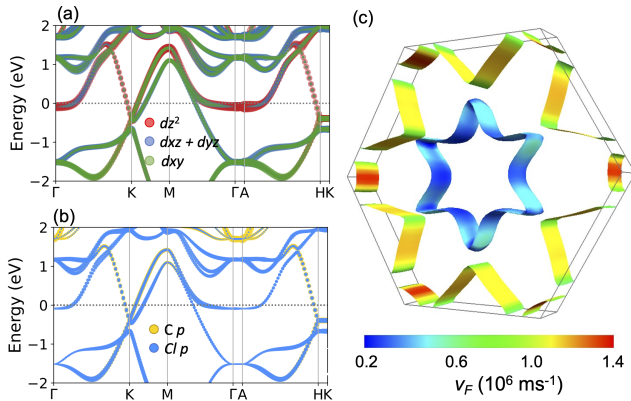 (a)
Energy (eV)
2
1
0
−1
−2
dz²
dxz + dyz
dxy
Γ K M ΓA HK
(b)
Energy (eV)
2
1
0
−1
−2
C p
Cl p
Γ K M ΓA HK
(c)
0.2 0.6 1.0 1.4
vF (10⁶ ms⁻¹)